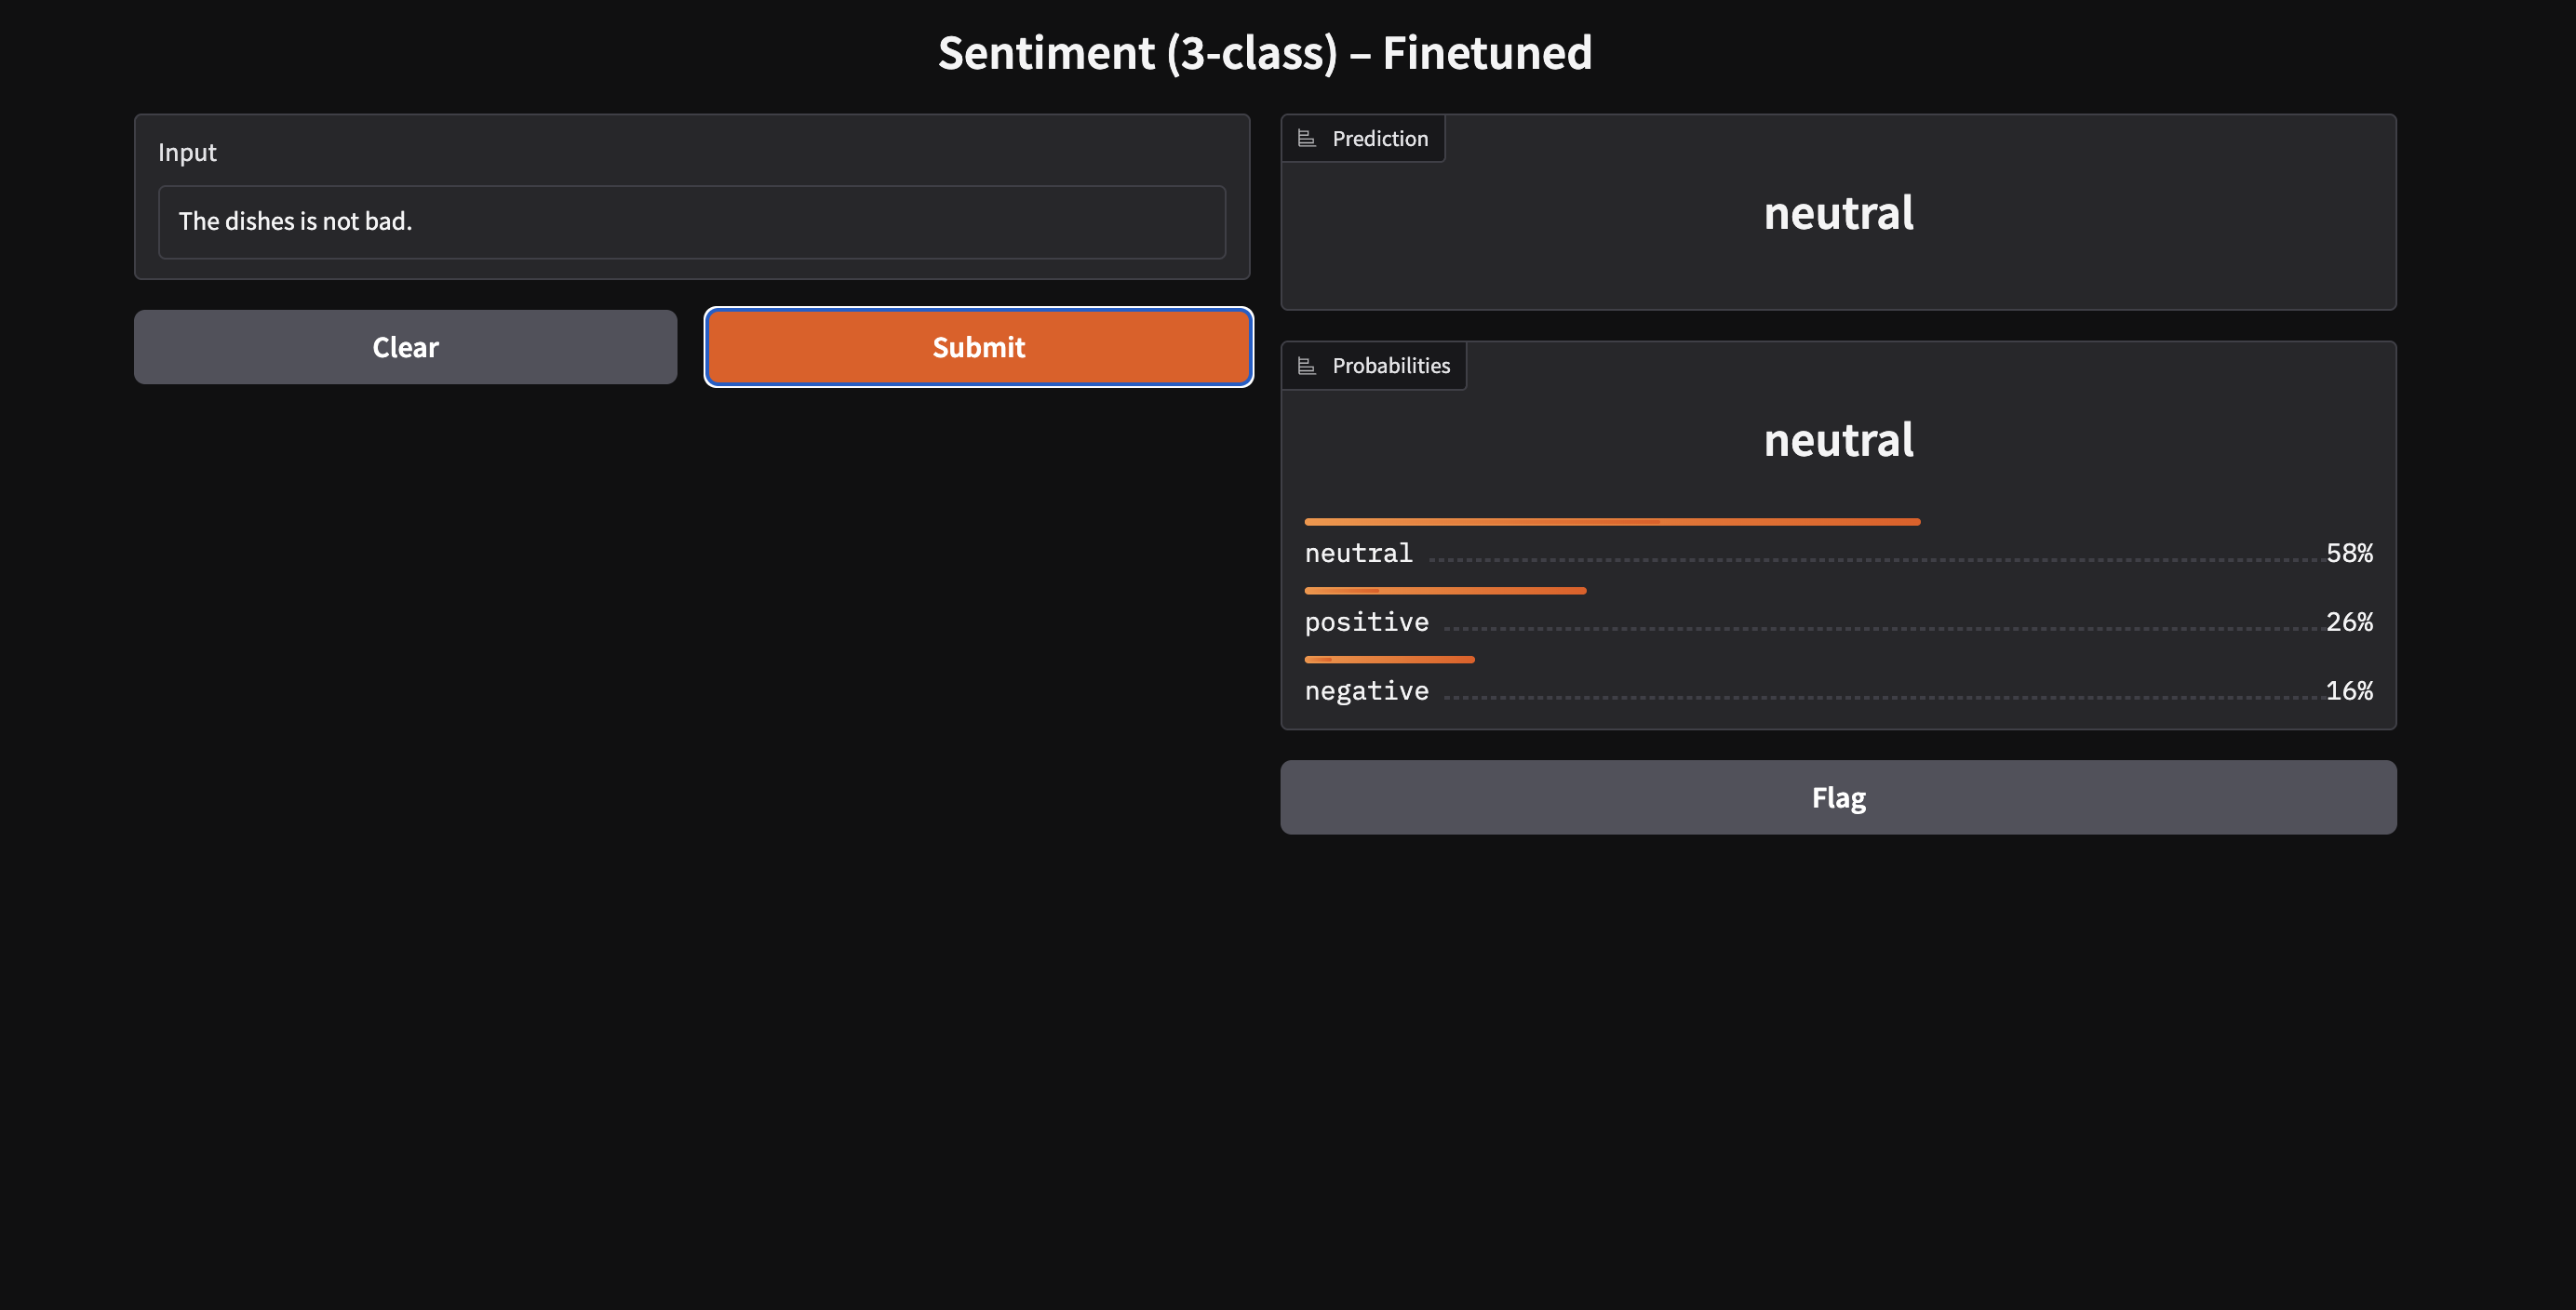 Sentiment (3-class) – Finetuned
Input
The dishes is not bad.
Clear
Submit
Prediction
neutral
Probabilities
neutral
neutral 58%
positive 26%
negative 16%
Flag